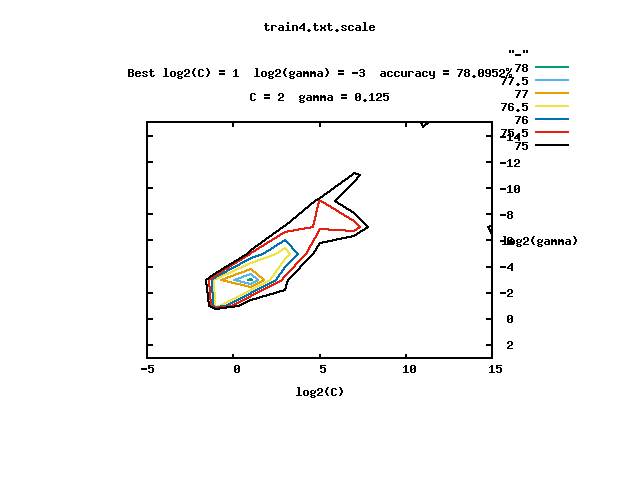 train4.txt.scale
"-"
Best log2(C) = 1  log2(gamma) = -3  accuracy = 78.0952%
78
77.5
77
C = 2  gamma = 0.125
76.5
76
75.5
75
-14
-12
-10
-8
-6
log2(gamma)
-4
-2
0
2
-5 0 5 10 15
log2(C)